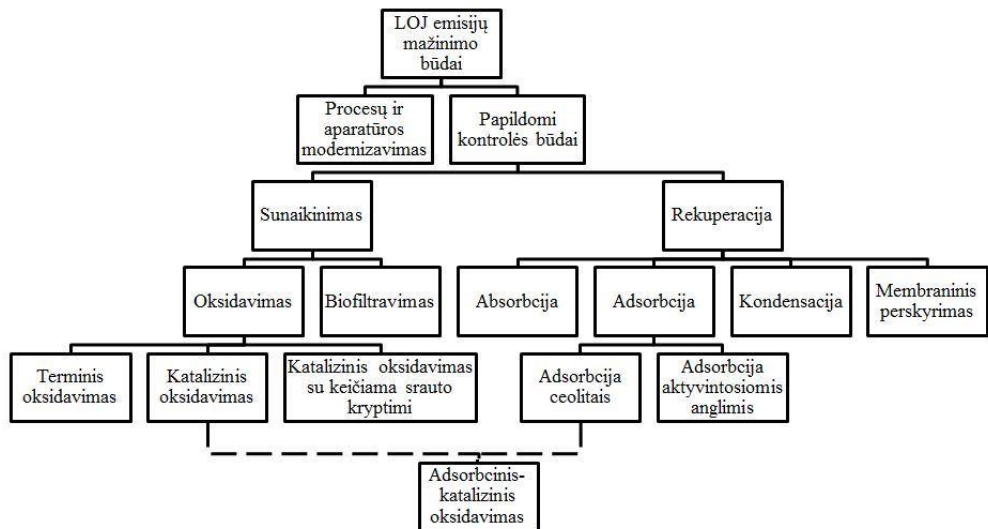 LOJ emisijų
mažinimo
būdai
Procesų ir
aparatūros
modernizavimas
Papildomi
kontrolės būdai
Sunaikinimas
Rekuperacija
Oksidavimas
Biofiltravimas
Absorbcija
Adsorbcija
Kondensacija
Membraninis
perskyrimas
Terminis
oksidavimas
Katalizinis
oksidavimas
Katalizinis oksidavimas
su keičiama srauto
kryptimi
Adsorbcija
ceolitais
Adsorbcija
aktyvintosiomis
anglimis
Adsorbcinis-
katalizinis
oksidavimas